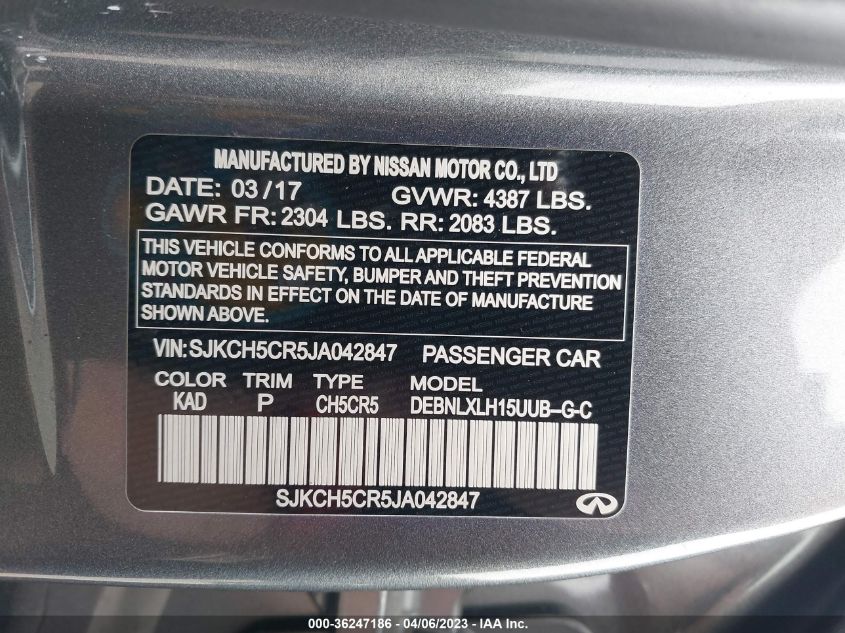 MANUFACTURED BY NISSAN MOTOR CO., LTD
DATE: 03/17 GVWR: 4387 LBS.
GAWR FR: 2304 LBS. RR: 2083 LBS.
THIS VEHICLE CONFORMS TO ALL APPLICABLE FEDERAL
MOTOR VEHICLE SAFETY, BUMPER AND THEFT PREVENTION
STANDARDS IN EFFECT ON THE DATE OF MANUFACTURE
SHOWN ABOVE.
VIN: SJKCH5CR5JA042847 PASSENGER CAR
COLOR TRIM TYPE MODEL
KAD P CH5CR5 DEBNLXLH15UUB-G-C
SJKCH5CR5JA042847
000-36247186 - 04/06/2023 - IAA Inc.